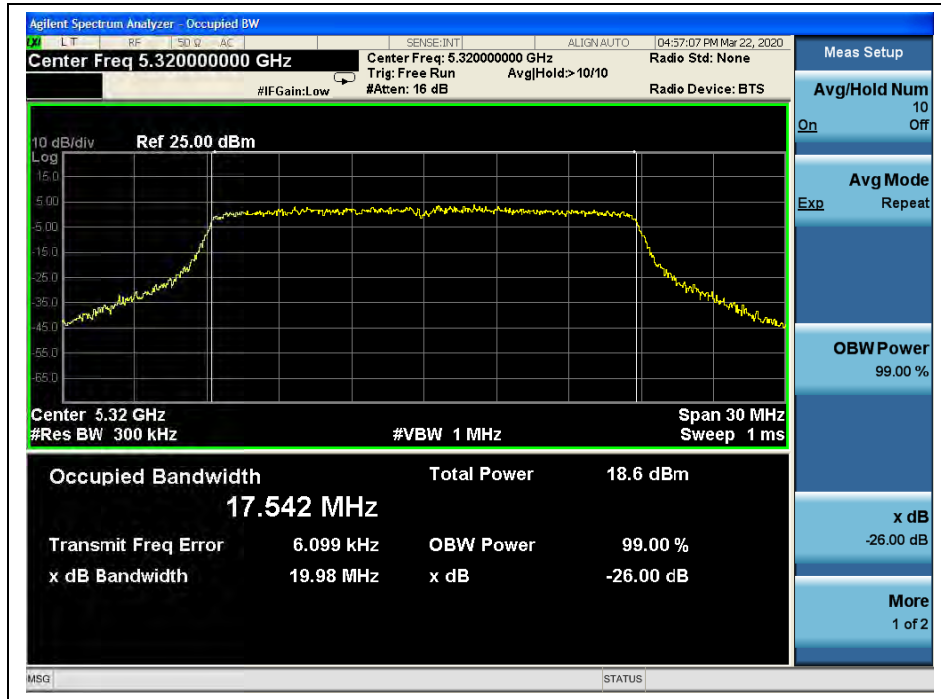 Agilent Spectrum Analyzer - Occupied BW
LXI LT RF 50 Ω AC SENSE:INT ALIGN AUTO 04:57:07 PM Mar 22, 2020
Center Freq 5.320000000 GHz
Center Freq: 5.320000000 GHz
Radio Std: None
Trig: Free Run Avg|Hold:>10/10
#IFGain:Low #Atten: 16 dB
Radio Device: BTS
10 dB/div Ref 25.00 dBm
Log
15.0
5.00
-5.00
-15.0
-25.0
-35.0
-45.0
-55.0
-65.0
Center 5.32 GHz Span 30 MHz
#Res BW 300 kHz #VBW 1 MHz Sweep 1 ms
Occupied Bandwidth Total Power 18.6 dBm
17.542 MHz
Transmit Freq Error 6.099 kHz OBW Power 99.00 %
x dB Bandwidth 19.98 MHz x dB -26.00 dB
Meas Setup
Avg/Hold Num
10
On Off
Avg Mode
Exp Repeat
OBW Power
99.00 %
x dB
-26.00 dB
More
1 of 2
MSG STATUS